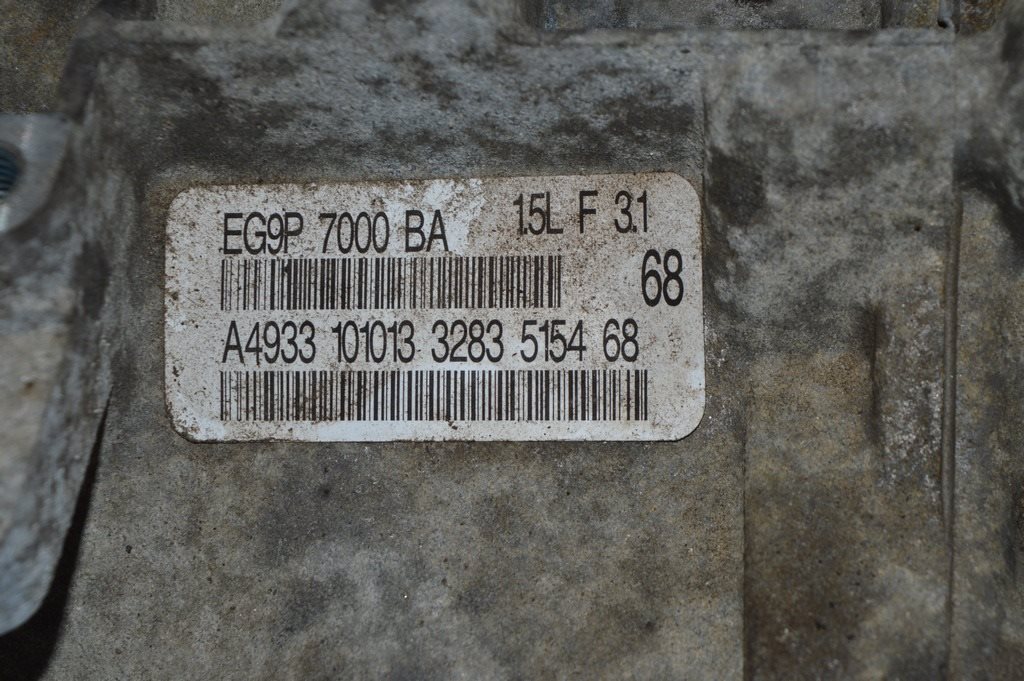 EG9P 7000 BA 1.5L F 3.1
68
A4933 101013 3283 5154 68